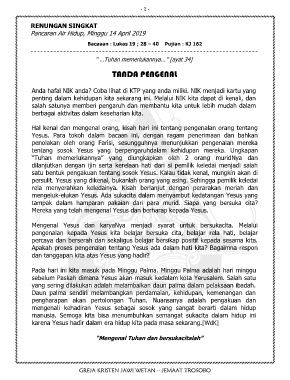 - 1 -
RENUNGAN SINGKAT
Pancaran Air Hidup, Minggu 14 April 2019
Bacaan : Lukas 19 ; 28 – 40 Pujian : KJ 162
" ...Tuhan memerlukannya..." [ayat 34]
TANDA PENGENAL
Anda hafal NIK anda? Coba lihat di KTP yang anda miliki. NIK menjadi kartu yang
penting dalam kehidupan kita sekarang ini. Melalui NIK kita dapat di kenali, dan
salah satunya memberi pengaruh dan membantu kita untuk lebih mudah dalam
berbagai aktivitas dalam keseharian kita.
Hal kenal dan mengenal orang, kisah hari ini tentang pengenalan orang tentang
Yesus. Para tokoh dalam bacaan ini, dengan penerimaan dan bahkan
penolakan oleh orang Farisi, sesungguhnya menunjukkan pengenalan mereka
tentang sosok Yesus yang berpengaruhdalam kehidupan mereka. Ungkapan
"Tuhan memerlukannya" yang diungkapkan oleh 2 orang muridNya dan
dilanjutkan dengan ijin serta kerelaan hati dari si pemilik keledai menjadi salah
satu bentuk pengakuan tentang sosok Yesus. Kalau tidak kenal, mungkin akan di
persulit. Yesus yang dikenal, bukanlah orang yang asing. Sehingga pemilik keledai
rela menyerahkan keledainya. Kisah berlanjut dengan perarakan meriah dan
mengeluk-elukan Yesus. Ada sukacita dalam menyambut kedatangan Yesus yang
tampak dalam hamparan pakaian dari para murid. Siapa yang bersuka cita?
Mereka yang telah mengenal Yesus dan berharap kepada Yesus.
Mengenal Yesus dan karyaNya menjadi syarat untuk bersukacita. Melalui
pengenalan kepada Yesus kita belajar bersuka cita, belajar rela hati, belajar
percaya dan berserah dan sekaligus belajar bersikap positif kepada sesama kita.
Apakah proses pengenalan tentang Yesus ada dalam hati kita? Bagaimana respon
dan tanggapan kita atas Yesus yang hadir?
Pada hari ini kita masuk pada Minggu Palma. Minggu Palma adalah hari minggu
sebelum Paskah dimana Yesus akan masuk kedalam kota Yerusalem. Salah satu
yang sering dilakukan adalah melambaikan daun palma dalam pelaksaan ibadah.
Daun palma sendiri melambangkan perdamaian, kehidupan, kemenangan dan
pengharapan akan pertolongan Tuhan. Nuansanya adalah pengakuan dan
mengenali kehadiran Yesus sebagai sosok yang sangat berarti dalam hidup
manusia. Semoga kita bisa menumbuhkan semangat sukacita dalam hidup ini
karena Yesus hadir dalam era hidup kita pada masa sekarang.[WdK]
"Mengenal Tuhan dan bersukacitalah"
GREJA KRISTEN JAWI WETAN – JEMAAT TROSOBO